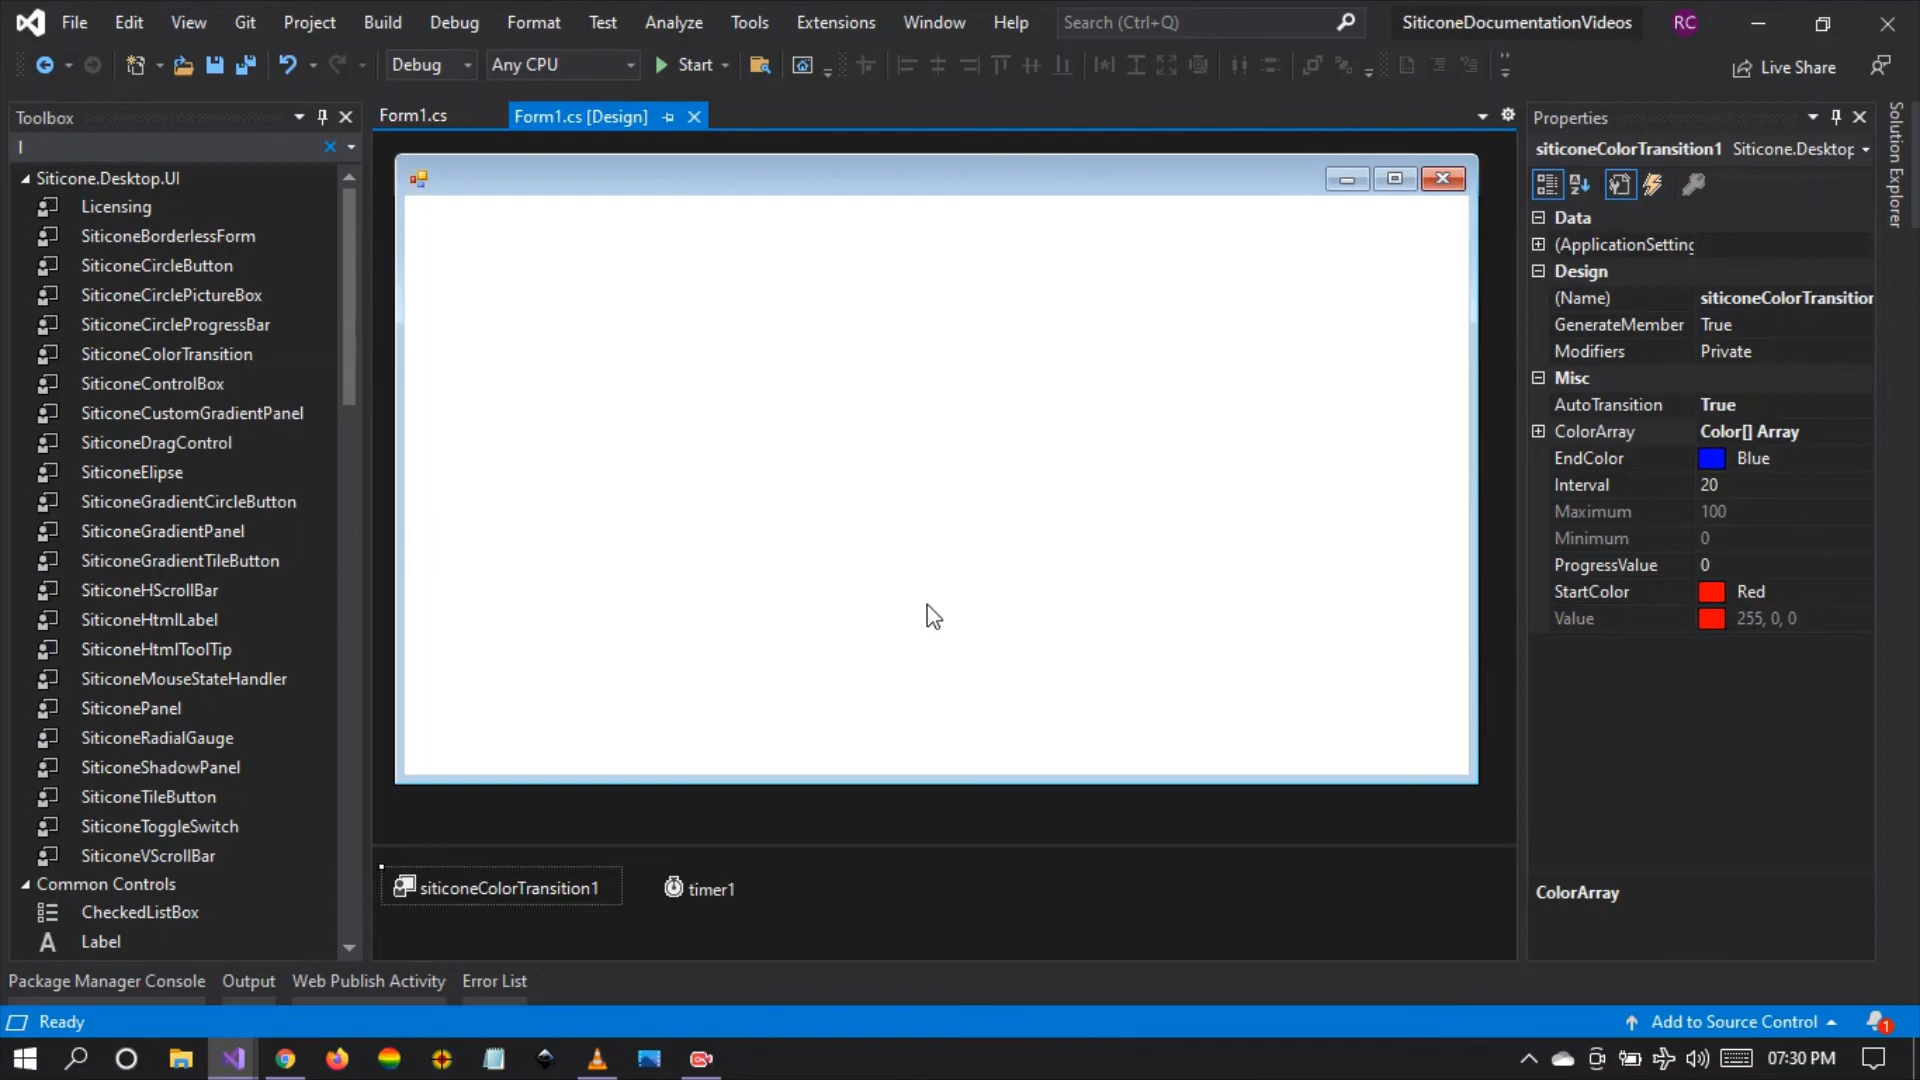 File Edit View Git Project Build Debug Format Test Analyze Tools Extensions Window Help Search (Ctrl+Q) SiticoneDocumentationVideos RC
Debug Any CPU Start Live Share
Toolbox
l
Siticone.Desktop.UI
Licensing
SiticoneBorderlessForm
SiticoneCircleButton
SiticoneCirclePictureBox
SiticoneCircleProgressBar
SiticoneColorTransition
SiticoneControlBox
SiticoneCustomGradientPanel
SiticoneDragControl
SiticoneElipse
SiticoneGradientCircleButton
SiticoneGradientPanel
SiticoneGradientTileButton
SiticoneHScrollBar
SiticoneHtmlLabel
SiticoneHtmlToolTip
SiticoneMouseStateHandler
SiticonePanel
SiticoneRadialGauge
SiticoneShadowPanel
SiticoneTileButton
SiticoneToggleSwitch
SiticoneVScrollBar
Common Controls
CheckedListBox
A Label
Form1.cs Form1.cs [Design]
siticoneColorTransition1 timer1
Properties
siticoneColorTransition1 Siticone.Desktop
Data
(ApplicationSetting
Design
(Name) siticoneColorTransition
GenerateMember True
Modifiers Private
Misc
AutoTransition True
ColorArray Color[] Array
EndColor Blue
Interval 20
Maximum 100
Minimum 0
ProgressValue 0
StartColor Red
Value 255, 0, 0
ColorArray
Solution Explorer
Package Manager Console Output Web Publish Activity Error List
Ready Add to Source Control 1
07:30 PM